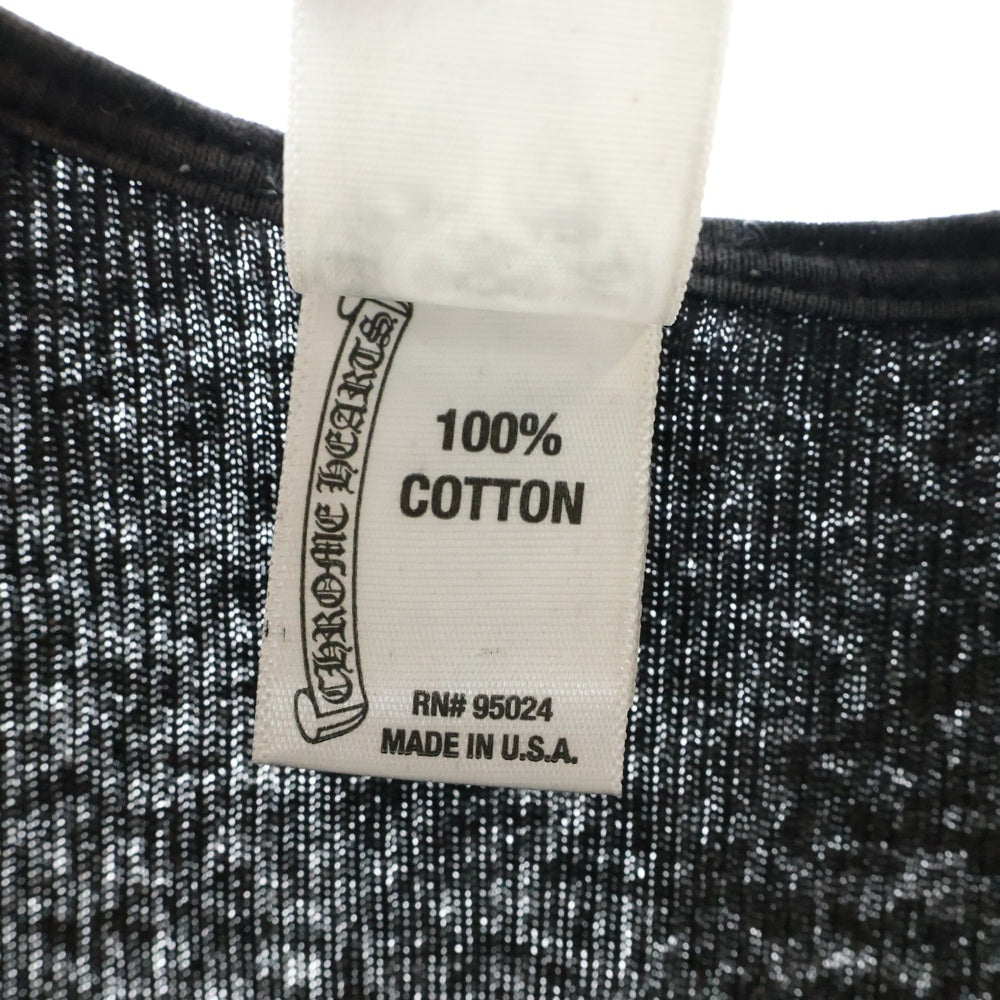 CHROME HEARTS
100%
COTTON
RN# 95024
MADE IN U.S.A.